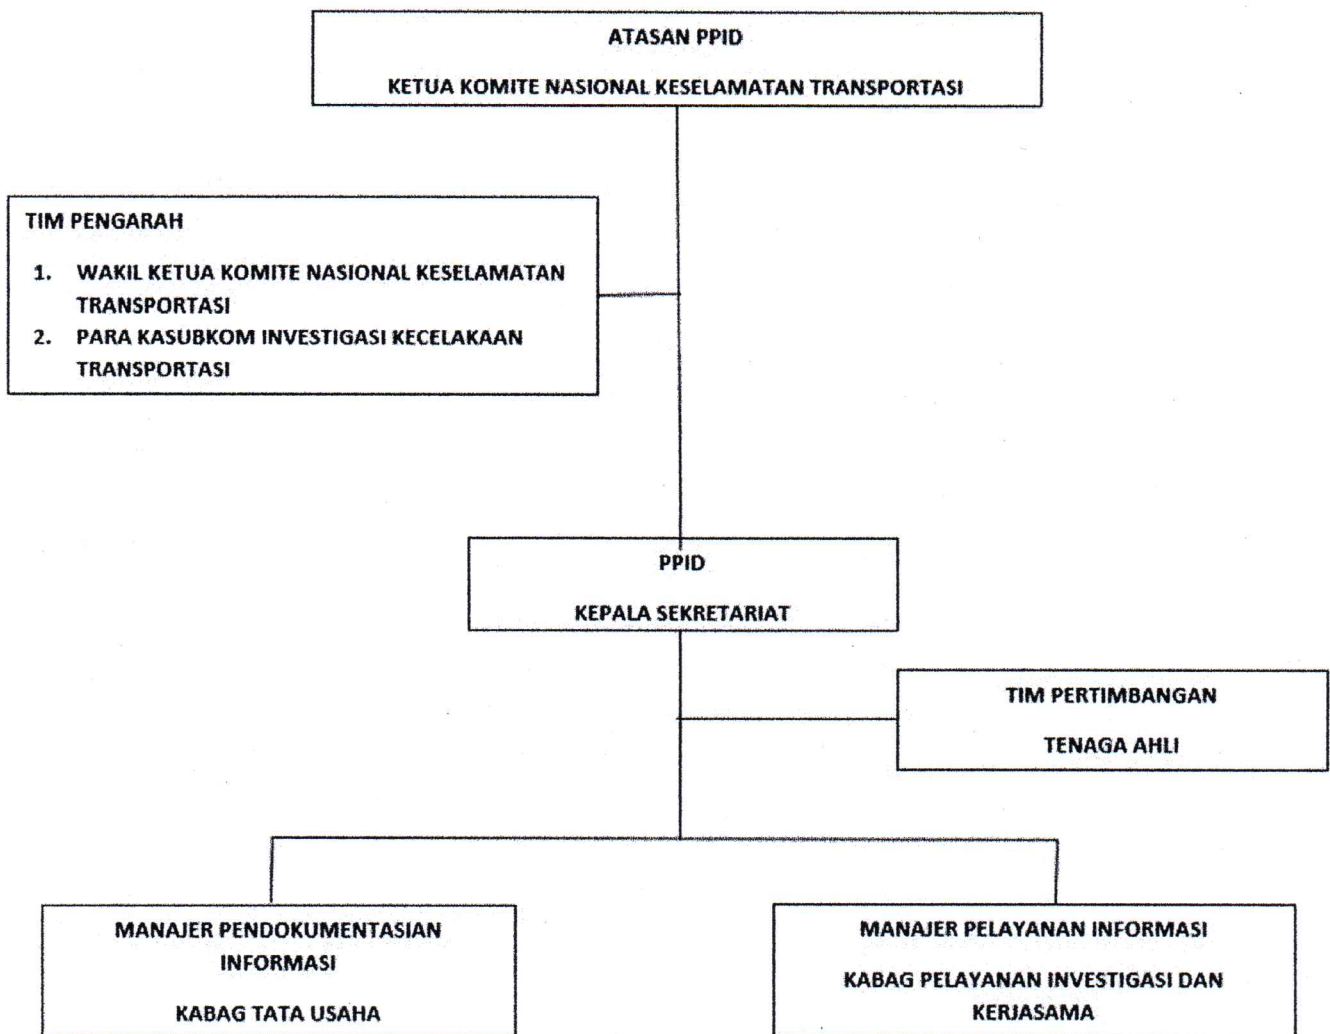 ATASAN PPID
KETUA KOMITE NASIONAL KESELAMATAN TRANSPORTASI
TIM PENGARAH
1. WAKIL KETUA KOMITE NASIONAL KESELAMATAN
TRANSPORTASI
2. PARA KASUBKOM INVESTIGASI KECELAKAAN
TRANSPORTASI
PPID
KEPALA SEKRETARIAT
TIM PERTIMBANGAN
TENAGA AHLI
MANAJER PENDOKUMENTASIAN
INFORMASI
KABAG TATA USAHA
MANAJER PELAYANAN INFORMASI
KABAG PELAYANAN INVESTIGASI DAN
KERJASAMA